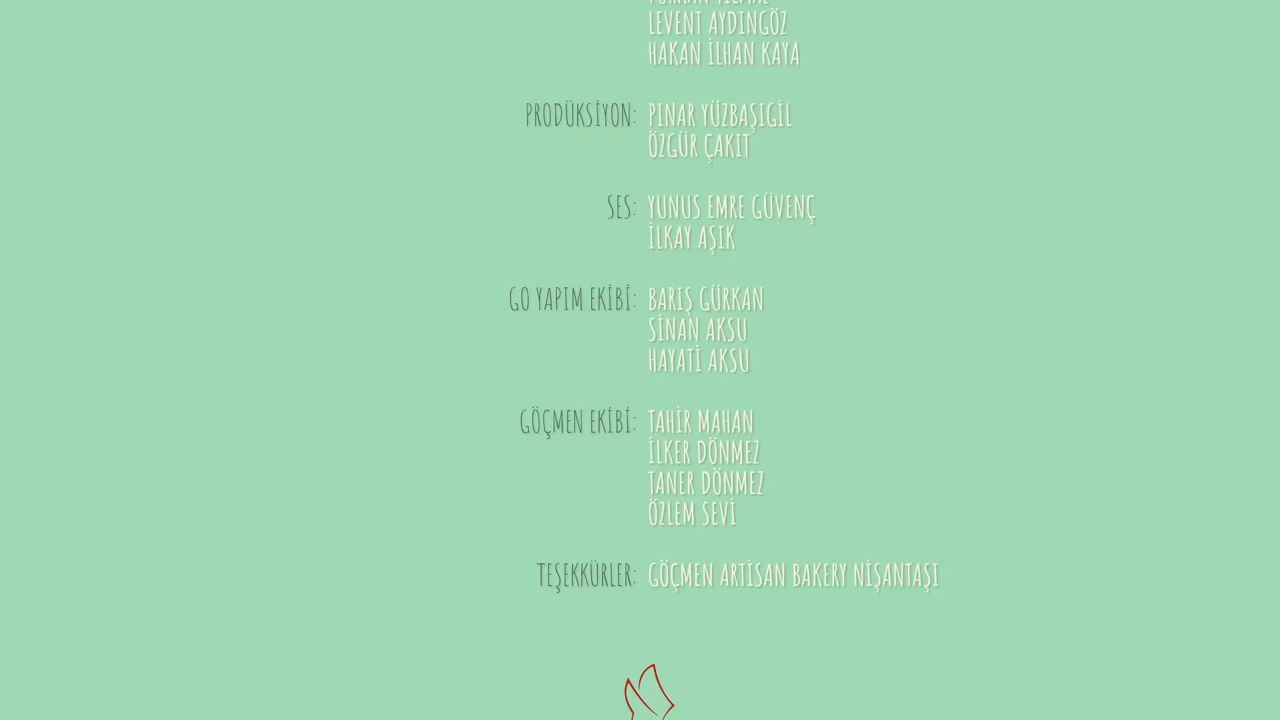 LEVENT AYDINGÖZ
HAKAN İLHAN KAYA
PRODÜKSİYON: PINAR YÜZBAŞIGİL
ÖZGÜR ÇAKIT
SES: YUNUS EMRE GÜVENÇ
İLKAY AŞIK
GO YAPIM EKİBİ: BARIŞ GÜRKAN
SİNAN AKSU
HAYATİ AKSU
GÖÇMEN EKİBİ: TAHİR MAHAN
İLKER DÖNMEZ
TANER DÖNMEZ
ÖZLEM SEVİ
TEŞEKKÜRLER: GÖÇMEN ARTİSAN BAKERY NİŞANTAŞI